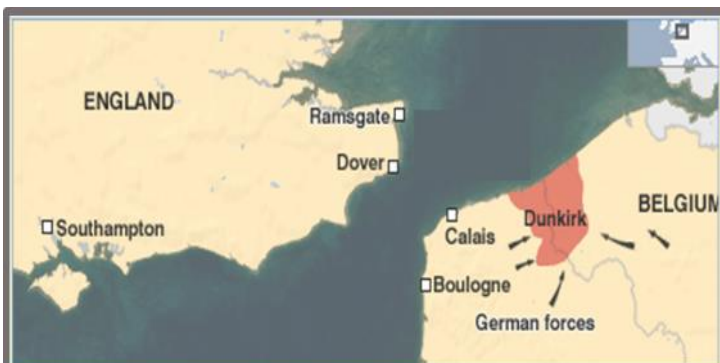 ENGLAND
Ramsgate
Dover
Southampton
Calais
Dunkirk
BELGIUM
Boulogne
German forces